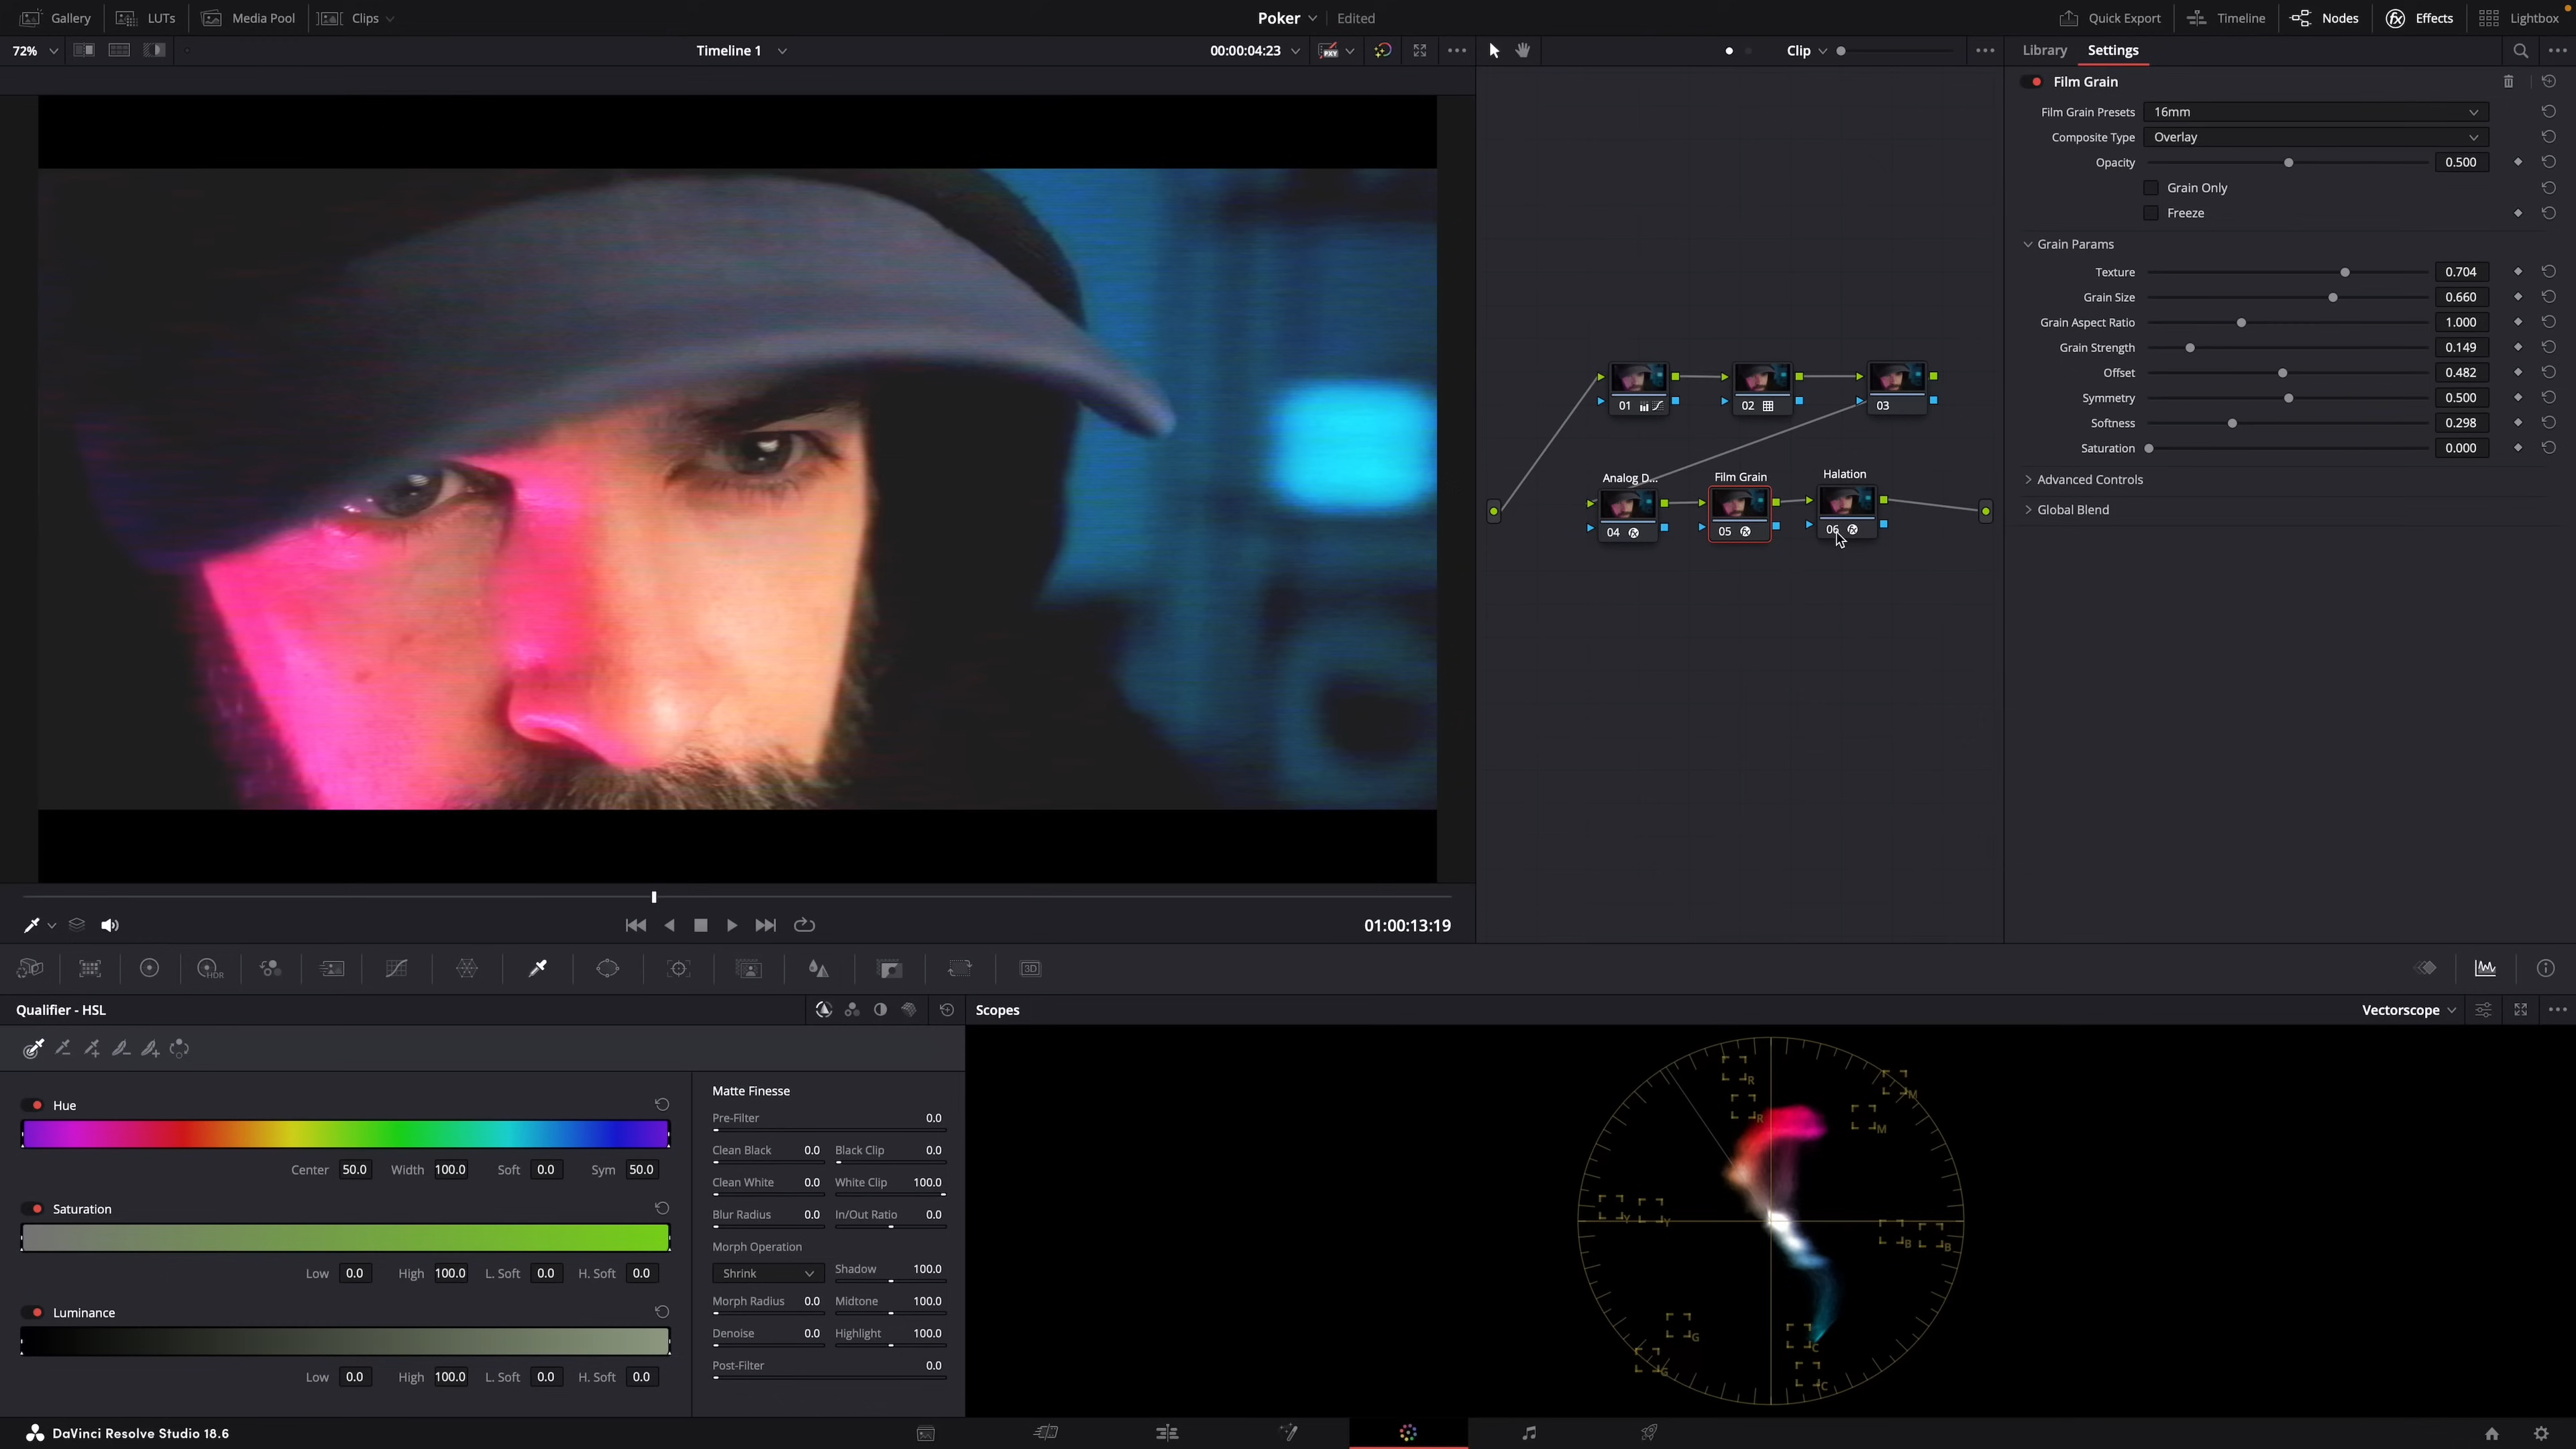 Gallery LUTs Media Pool Clips Poker Edited Quick Export Timeline Nodes Effects Lightbox
72% Timeline 1 00:00:04:23 Clip Library Settings
Film Grain
Film Grain Presets 16mm
Composite Type Overlay
Opacity 0.500
Grain Only
Freeze
Grain Params
Texture 0.704
Grain Size 0.660
Grain Aspect Ratio 1.000
Grain Strength 0.149
Offset 0.482
Symmetry 0.500
Softness 0.298
Saturation 0.000
Advanced Controls
Global Blend
01 02 03
Analog D... Film Grain Halation
04 05 06
01:00:13:19
HDR 3D
Qualifier - HSL
Hue
Center 50.0 Width 100.0 Soft 0.0 Sym 50.0
Saturation
Low 0.0 High 100.0 L. Soft 0.0 H. Soft 0.0
Luminance
Low 0.0 High 100.0 L. Soft 0.0 H. Soft 0.0
Matte Finesse
Pre-Filter 0.0
Clean Black 0.0 Black Clip 0.0
Clean White 0.0 White Clip 100.0
Blur Radius 0.0 In/Out Ratio 0.0
Morph Operation
Shrink Shadow 100.0
Morph Radius 0.0 Midtone 100.0
Denoise 0.0 Highlight 100.0
Post-Filter 0.0
Scopes Vectorscope
R M
R M
Y Y B B
G C
G C
DaVinci Resolve Studio 18.6